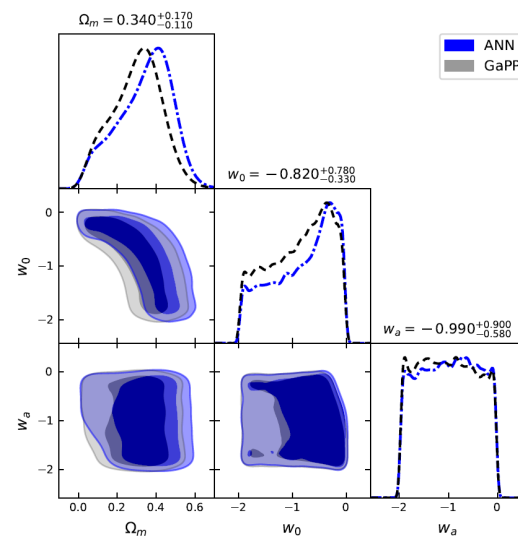 Ω_m = 0.340^{+0.170}_{-0.110}
ANN
GaPP
w_0 = −0.820^{+0.780}_{-0.330}
0
−1
−2
w_0
w_a = −0.990^{+0.900}_{-0.580}
0
−1
−2
w_a
0.0 0.2 0.4 0.6
−2 −1 0
−2 −1 0
Ω_m
w_0
w_a